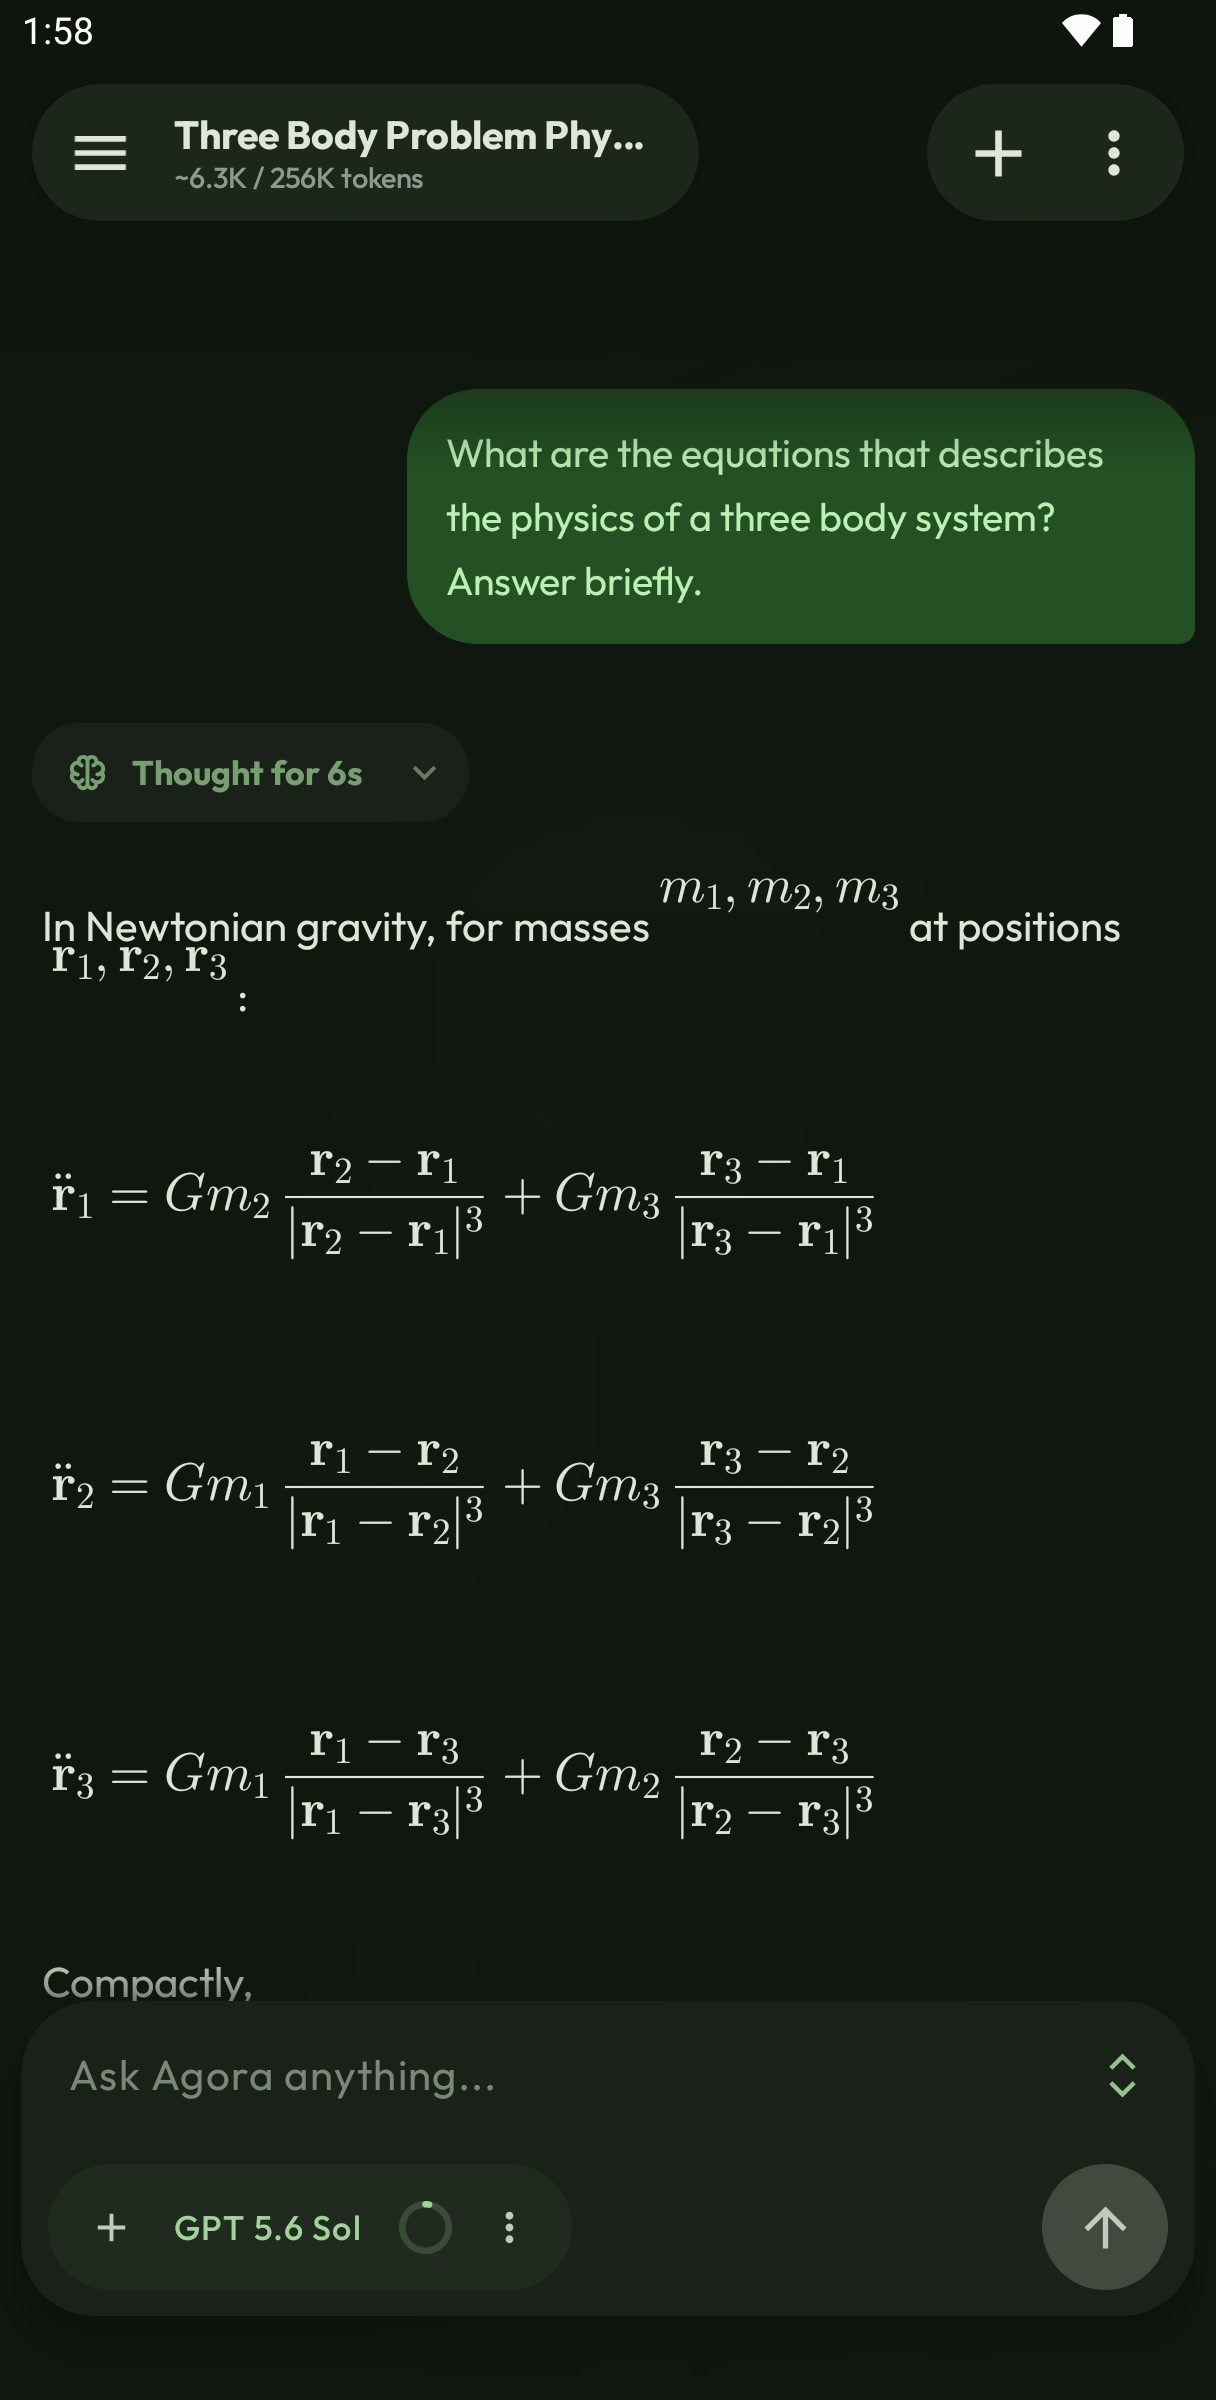 1:58
Three Body Problem Phy...
~6.3K / 256K tokens
What are the equations that describes
the physics of a three body system?
Answer briefly.
Thought for 6s
In Newtonian gravity, for masses m₁, m₂, m₃ at positions
r₁, r₂, r₃ :
r̈₁ = Gm₂ (r₂ − r₁)/|r₂ − r₁|³ + Gm₃ (r₃ − r₁)/|r₃ − r₁|³
r̈₂ = Gm₁ (r₁ − r₂)/|r₁ − r₂|³ + Gm₃ (r₃ − r₂)/|r₃ − r₂|³
r̈₃ = Gm₁ (r₁ − r₃)/|r₁ − r₃|³ + Gm₂ (r₂ − r₃)/|r₂ − r₃|³
Compactly,
Ask Agora anything...
GPT 5.6 Sol